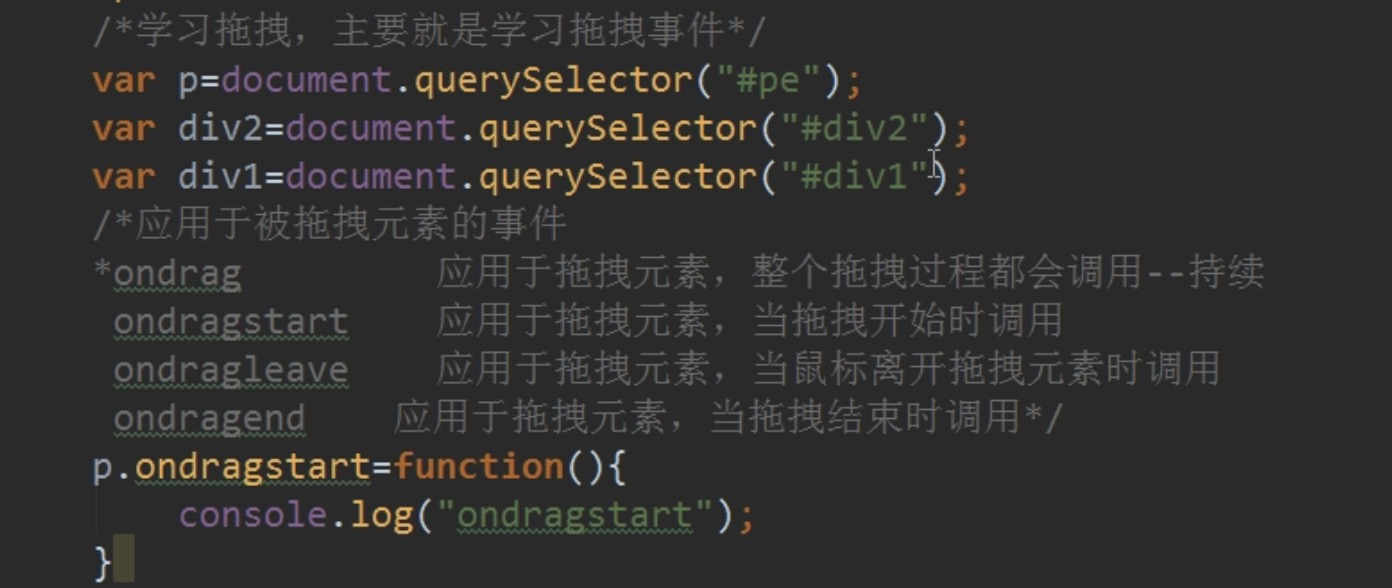 /*学习拖拽，主要就是学习拖拽事件*/
var p=document.querySelector("#pe");
var div2=document.querySelector("#div2");
var div1=document.querySelector("#div1");
/*应用于被拖拽元素的事件
*ondrag 应用于拖拽元素，整个拖拽过程都会调用--持续
ondragstart 应用于拖拽元素，当拖拽开始时调用
ondragleave 应用于拖拽元素，当鼠标离开拖拽元素时调用
ondragend 应用于拖拽元素，当拖拽结束时调用*/
p.ondragstart=function(){
console.log("ondragstart");
}